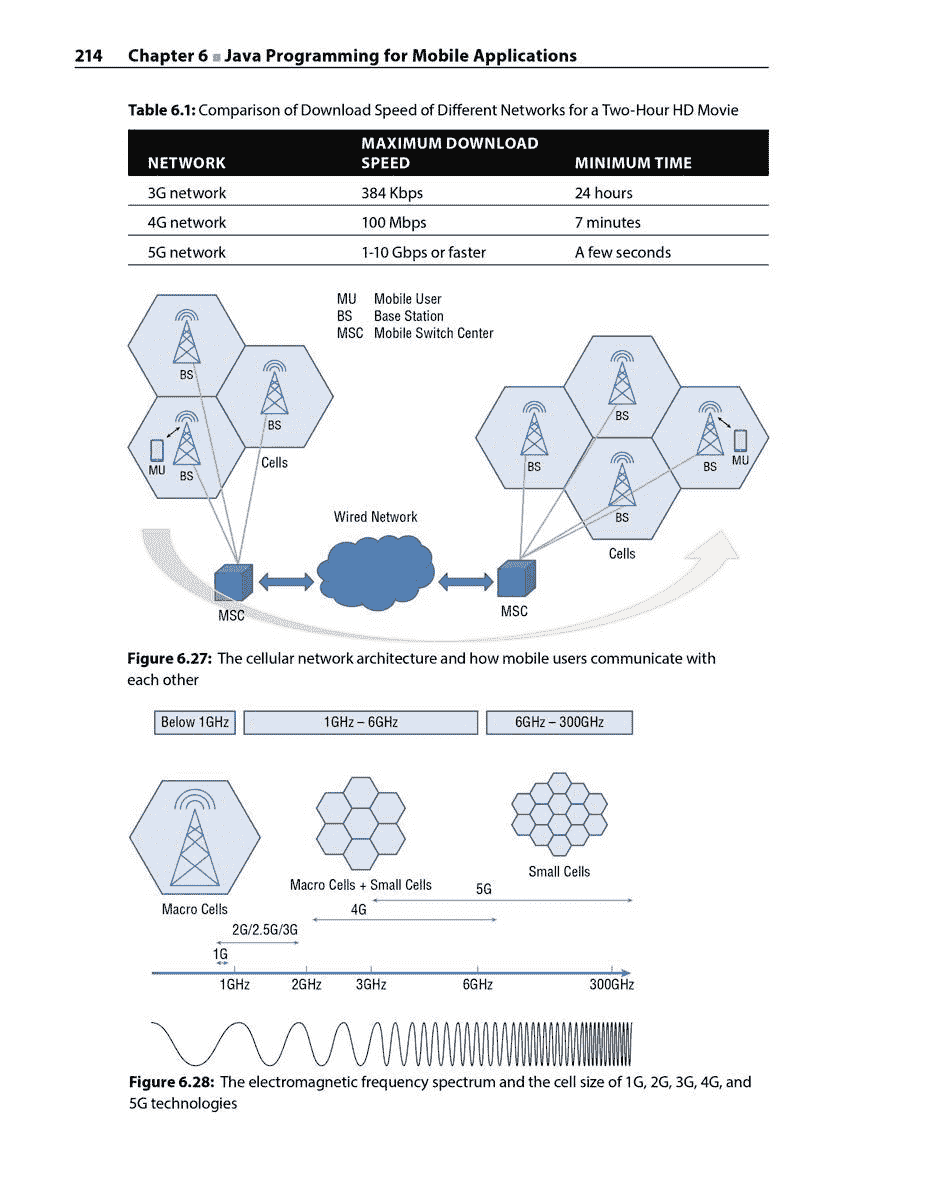 214 Chapter 6 ■ Java Programming for Mobile Applications
Table 6.1: Comparison of Download Speed of Different Networks for a Two-Hour HD Movie
NETWORK MAXIMUM DOWNLOAD SPEED MINIMUM TIME
3G network 384 Kbps 24 hours
4G network 100 Mbps 7 minutes
5G network 1-10 Gbps or faster A few seconds
MU Mobile User
BS Base Station
MSC Mobile Switch Center
BS
BS
MU
BS
Cells
BS
BS
BS
MU
BS
Cells
Wired Network
MSC
MSC
Figure 6.27: The cellular network architecture and how mobile users communicate with
each other
Below 1GHz
1GHz – 6GHz
6GHz – 300GHz
Macro Cells
Macro Cells + Small Cells
Small Cells
5G
4G
2G/2.5G/3G
1G
1GHz 2GHz 3GHz 6GHz 300GHz
Figure 6.28: The electromagnetic frequency spectrum and the cell size of 1G, 2G, 3G, 4G, and
5G technologies